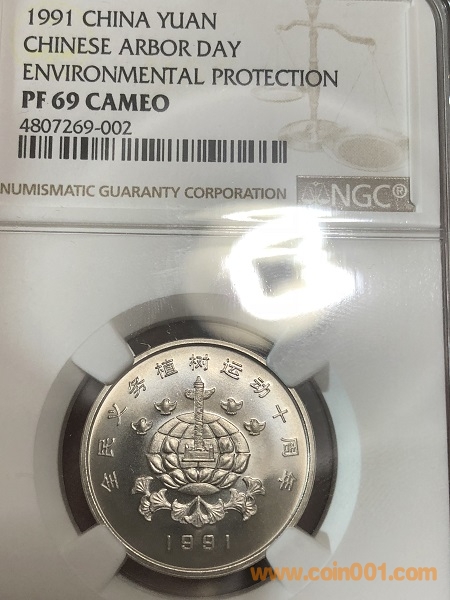 1991 CHINA YUAN
CHINESE ARBOR DAY
ENVIRONMENTAL PROTECTION
PF 69 CAMEO
4807269-002
NUMISMATIC GUARANTY CORPORATION NGC®
全民义务植树运动十周年
1991
www.coin001.com